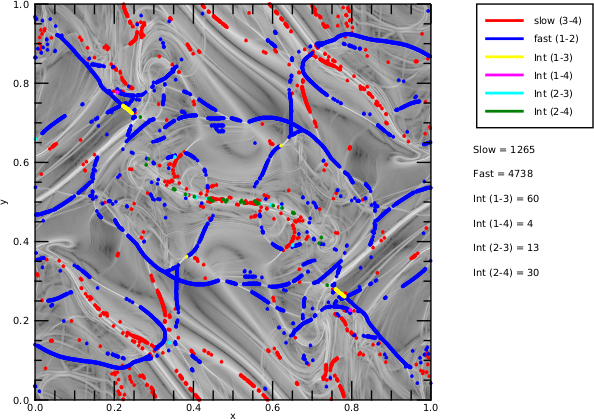 1.0
0.8
0.6
0.4
0.2
0.0
y
0.0 0.2 0.4 0.6 0.8 1.0
x
slow (3-4)
fast (1-2)
Int (1-3)
Int (1-4)
Int (2-3)
Int (2-4)
Slow = 1265
Fast = 4738
Int (1-3) = 60
Int (1-4) = 4
Int (2-3) = 13
Int (2-4) = 30